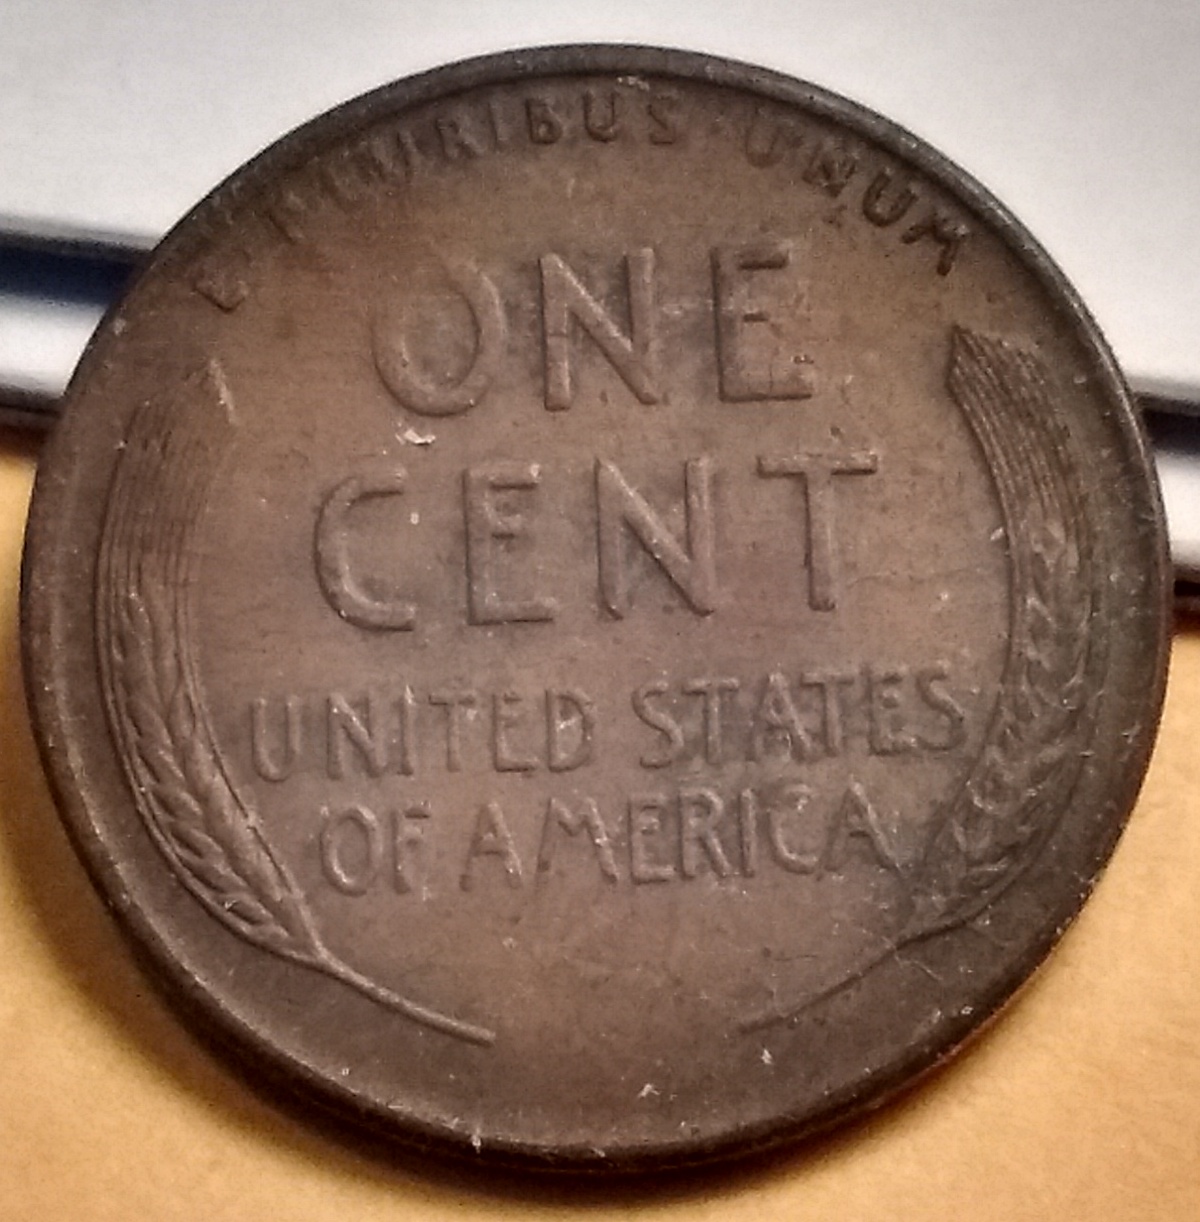 E PLURIBUS UNUM
ONE
CENT
UNITED STATES
OF AMERICA